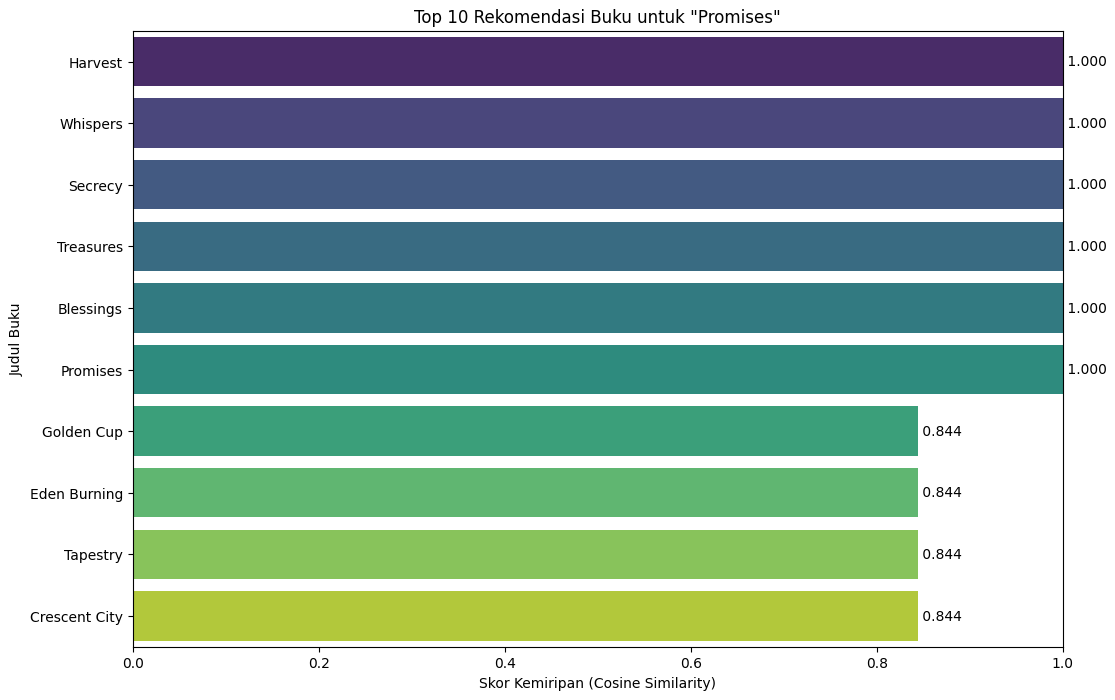 Top 10 Rekomendasi Buku untuk "Promises"
Judul Buku
Harvest 1.000
Whispers 1.000
Secrecy 1.000
Treasures 1.000
Blessings 1.000
Promises 1.000
Golden Cup 0.844
Eden Burning 0.844
Tapestry 0.844
Crescent City 0.844
0.0 0.2 0.4 0.6 0.8 1.0
Skor Kemiripan (Cosine Similarity)